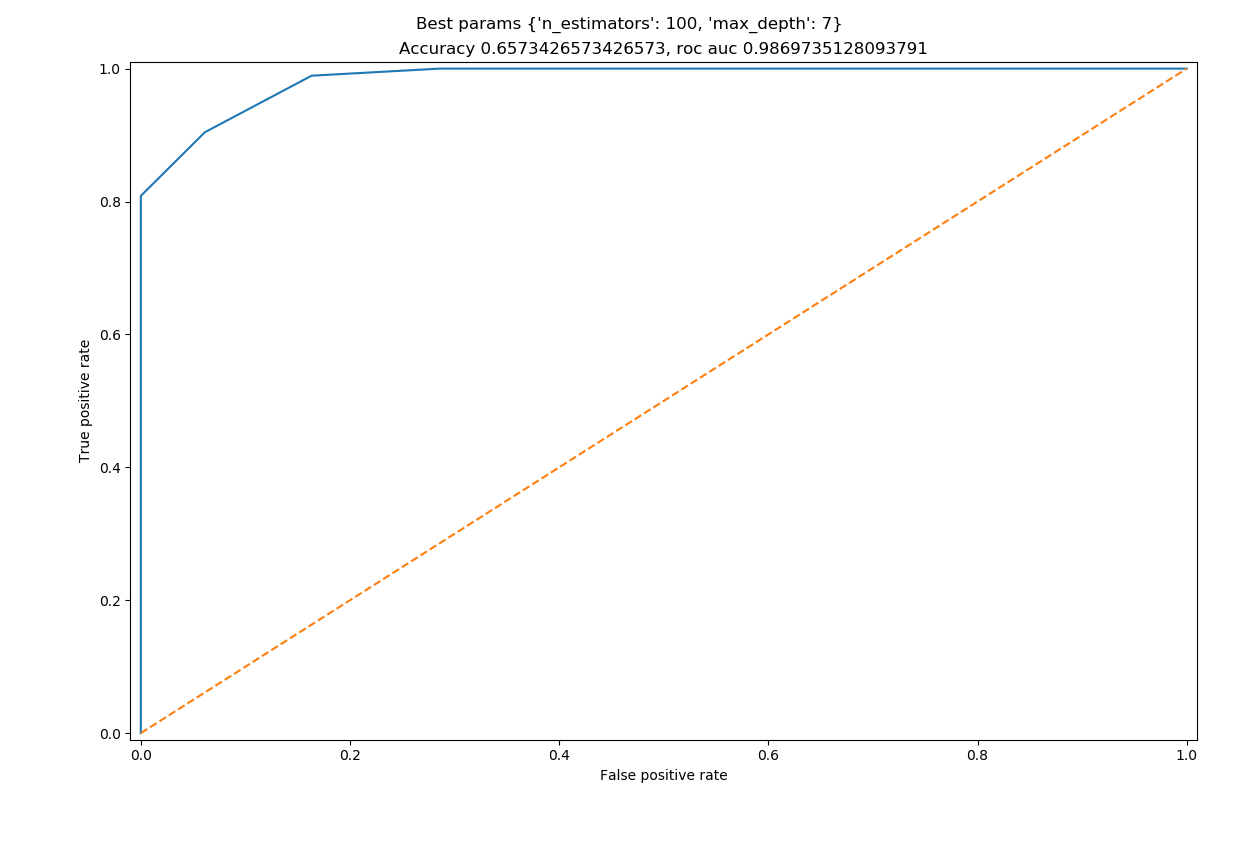 Best params {'n_estimators': 100, 'max_depth': 7}
Accuracy 0.6573426573426573, roc auc 0.9869735128093791
1.0
0.8
0.6
0.4
0.2
0.0
True positive rate
0.0 0.2 0.4 0.6 0.8 1.0
False positive rate